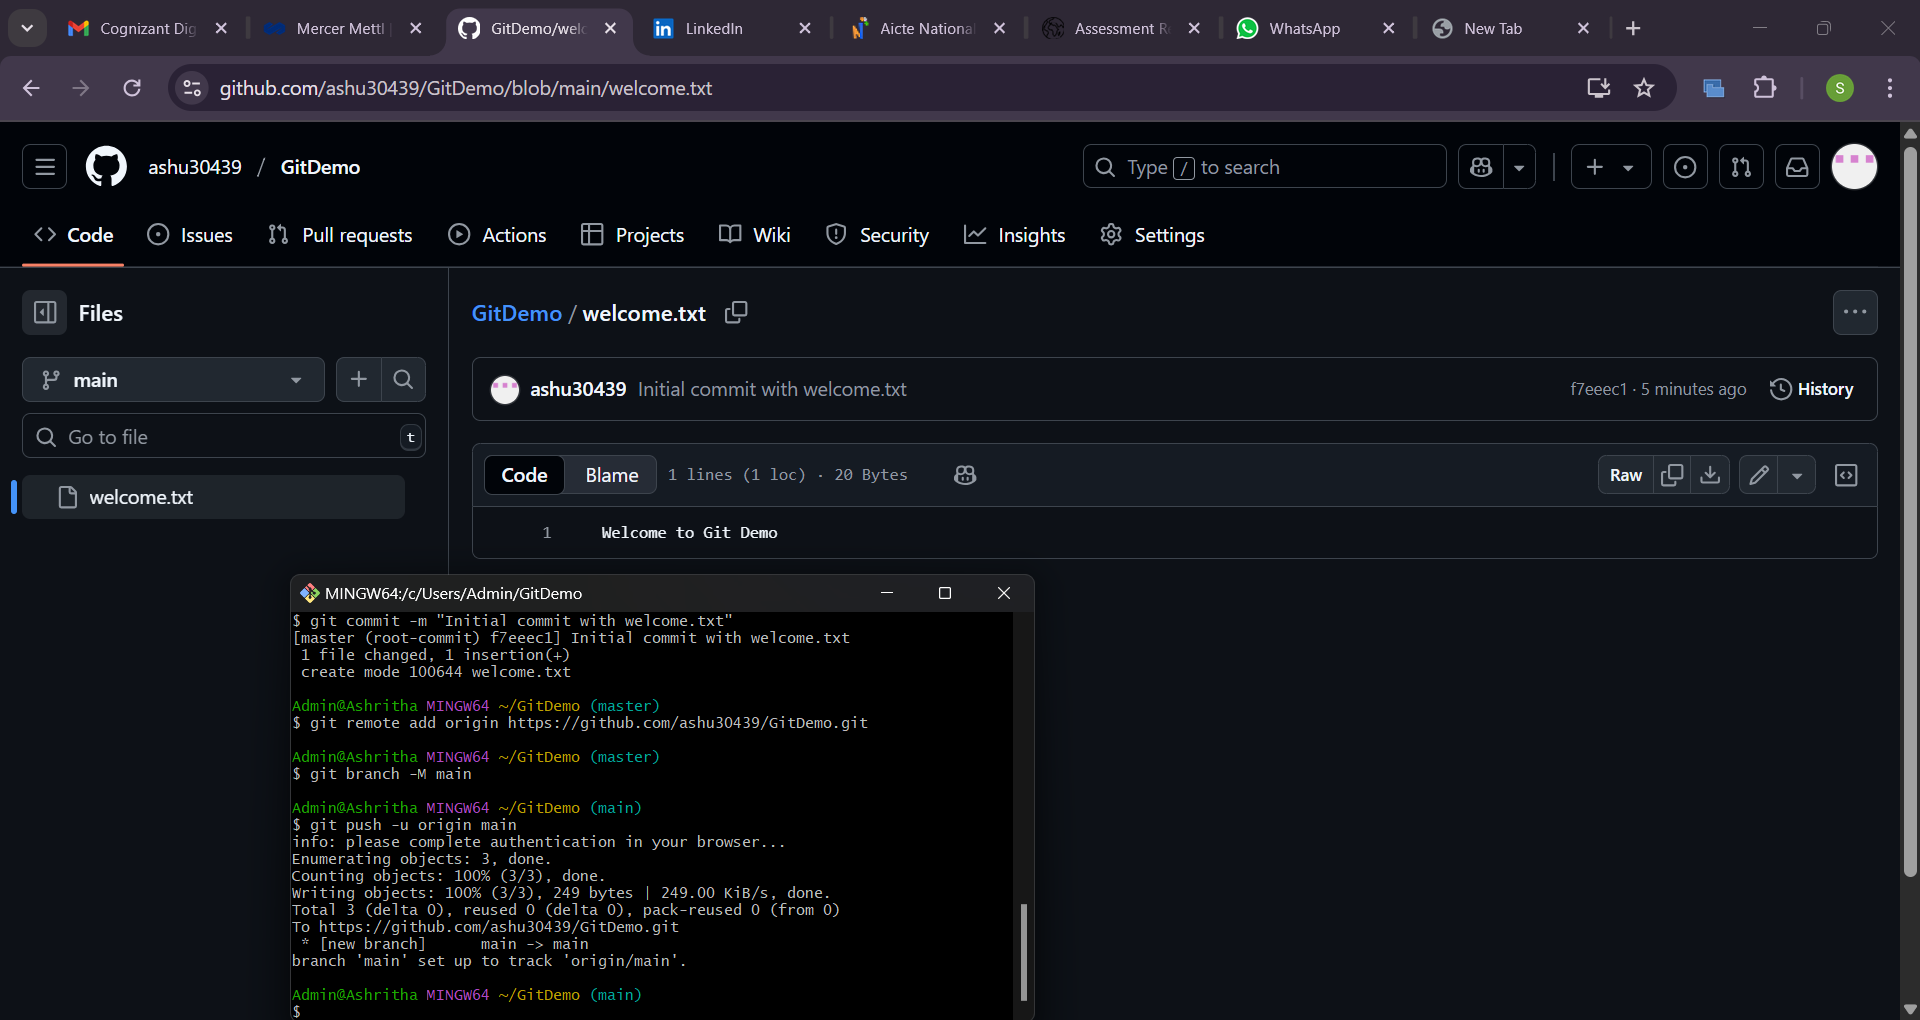 Cognizant Dig
Mercer Mettl |
GitDemo/welc
LinkedIn
Aicte National
Assessment R
WhatsApp
New Tab
github.com/ashu30439/GitDemo/blob/main/welcome.txt
S
ashu30439 / GitDemo
Type / to search
Code
Issues
Pull requests
Actions
Projects
Wiki
Security
Insights
Settings
Files
main
Go to file
t
welcome.txt
GitDemo / welcome.txt
ashu30439 Initial commit with welcome.txt
f7eeec1 · 5 minutes ago
History
Code
Blame
1 lines (1 loc) · 20 Bytes
Raw
1 Welcome to Git Demo
MINGW64:/c/Users/Admin/GitDemo
$ git commit -m "Initial commit with welcome.txt"
[master (root-commit) f7eeec1] Initial commit with welcome.txt
1 file changed, 1 insertion(+)
create mode 100644 welcome.txt
Admin@Ashritha MINGW64 ~/GitDemo (master)
$ git remote add origin https://github.com/ashu30439/GitDemo.git
Admin@Ashritha MINGW64 ~/GitDemo (master)
$ git branch -M main
Admin@Ashritha MINGW64 ~/GitDemo (main)
$ git push -u origin main
info: please complete authentication in your browser...
Enumerating objects: 3, done.
Counting objects: 100% (3/3), done.
Writing objects: 100% (3/3), 249 bytes | 249.00 KiB/s, done.
Total 3 (delta 0), reused 0 (delta 0), pack-reused 0 (from 0)
To https://github.com/ashu30439/GitDemo.git
* [new branch]      main -> main
branch 'main' set up to track 'origin/main'.
Admin@Ashritha MINGW64 ~/GitDemo (main)
$